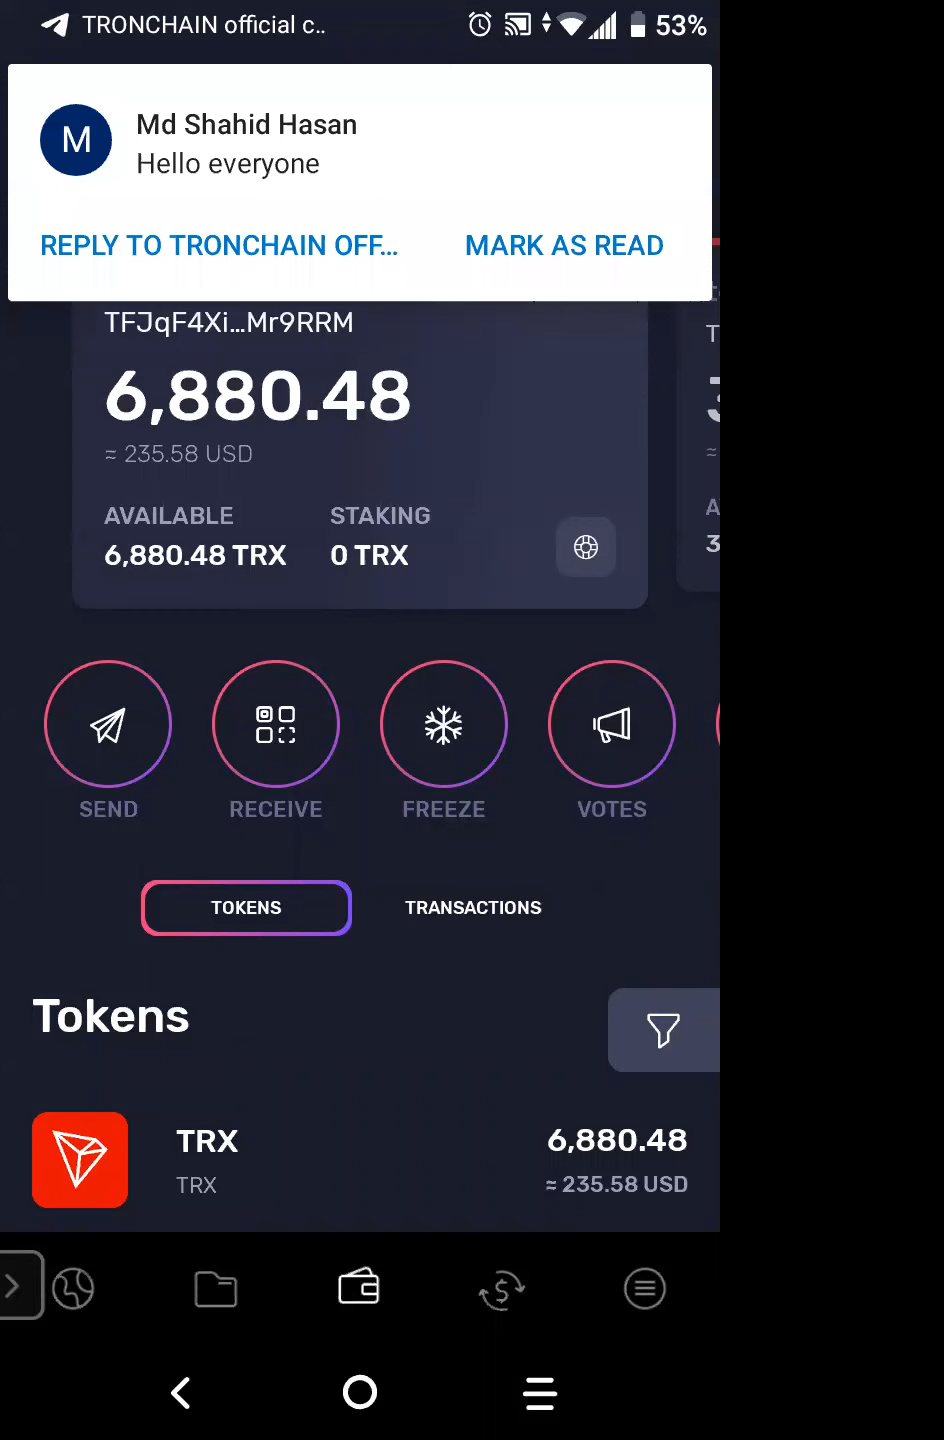 TRONCHAIN official c..
53%
Md Shahid Hasan
Hello everyone
REPLY TO TRONCHAIN OFF...
MARK AS READ
TFJqF4Xi...Mr9RRM
6,880.48
≈ 235.58 USD
AVAILABLE
STAKING
6,880.48 TRX
0 TRX
SEND
RECEIVE
FREEZE
VOTES
TOKENS
TRANSACTIONS
Tokens
TRX
6,880.48
TRX
≈ 235.58 USD